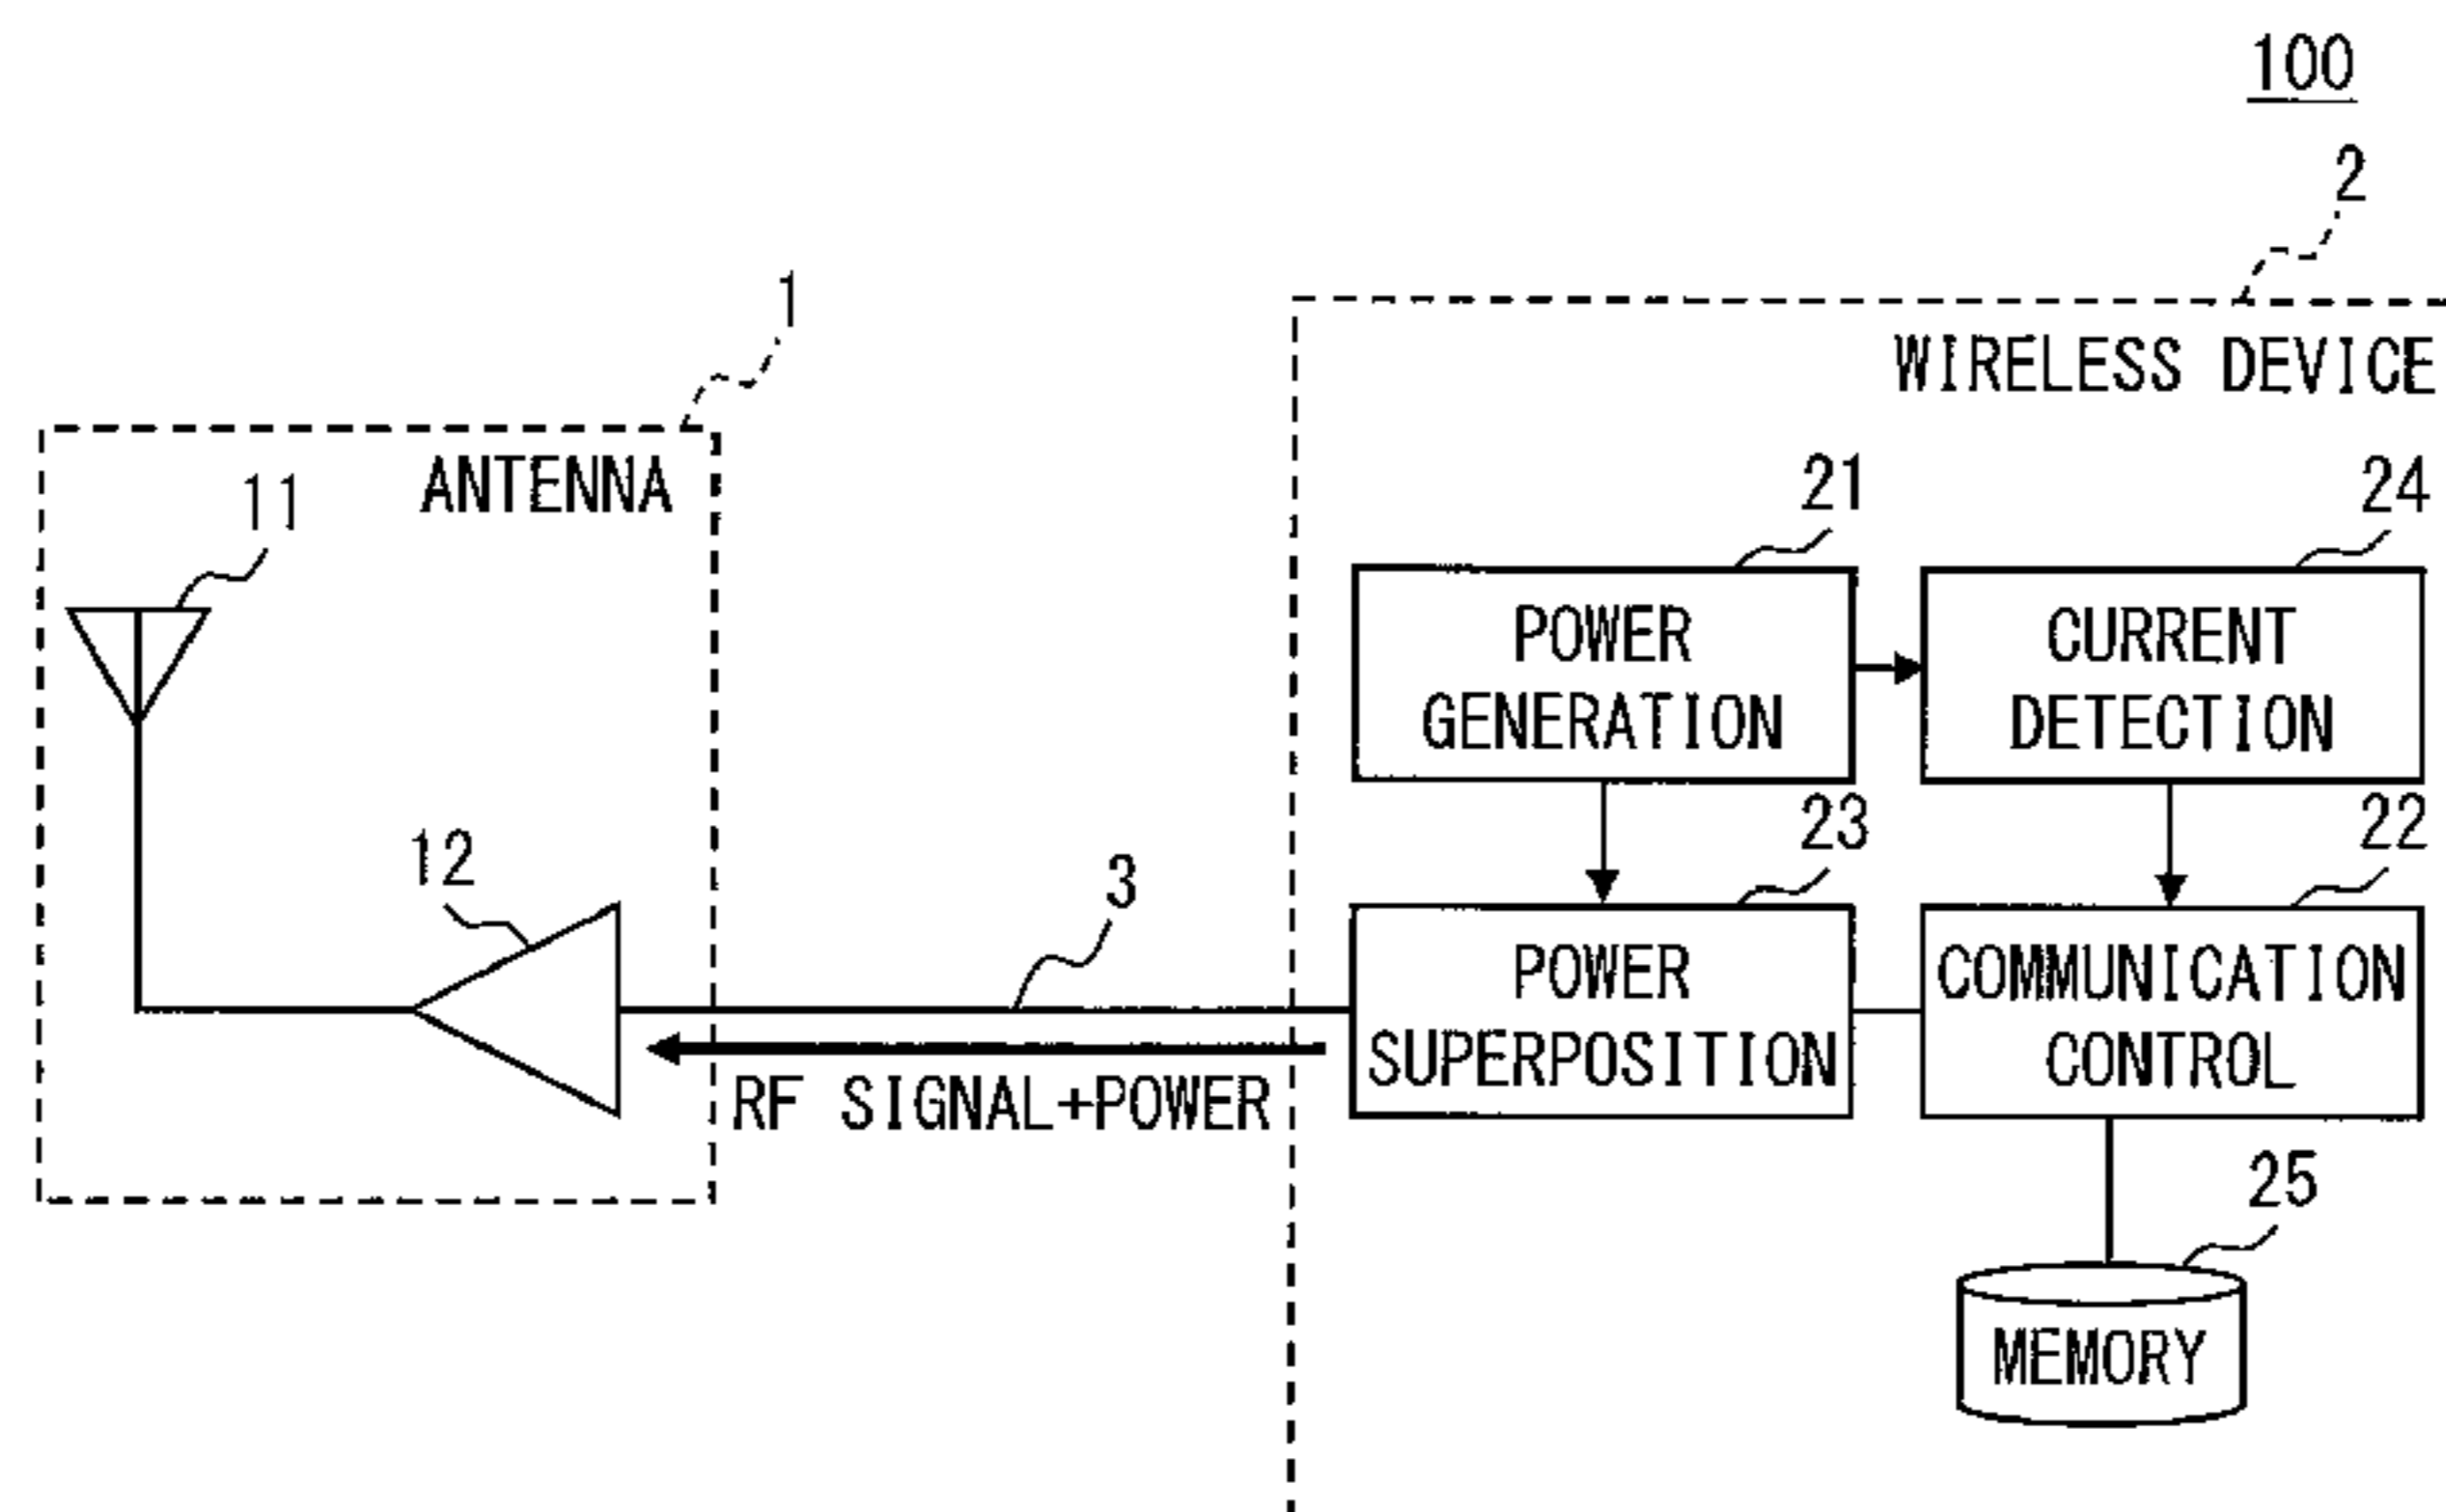 100
2
1
WIRELESS DEVICE
ANTENNA
11
21
24
POWER
GENERATION
CURRENT
DETECTION
12
3
23
22
POWER
SUPERPOSITION
COMMUNICATION
CONTROL
RF SIGNAL+POWER
25
MEMORY